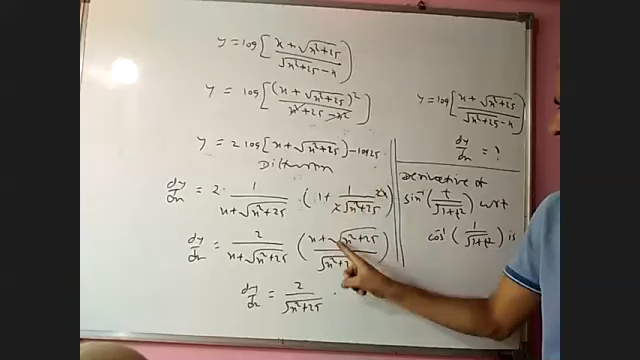 y = log [ x + √x²+25 / √x²+25 - x ]
y = log [ (x + √x²+25)² / x²+25 - x² ]
y = 2 log [x + √x²+25] - log 25
dy/dx = 2 · 1 / x+√x²+25 · (1 + 1 / 2√x²+25 2x)
dy/dx = 2 / x+√x²+25 ( x+√x²+25 / √x²+25 )
dy/dx = 2 / √x²+25 .
y = log [ x + √x²+25 / √x²+25 - x ]
dy/dx = ?
Derivative of
sin⁻¹ ( t / √1+t² ) wrt
cos⁻¹ ( 1 / √1+t² ) is